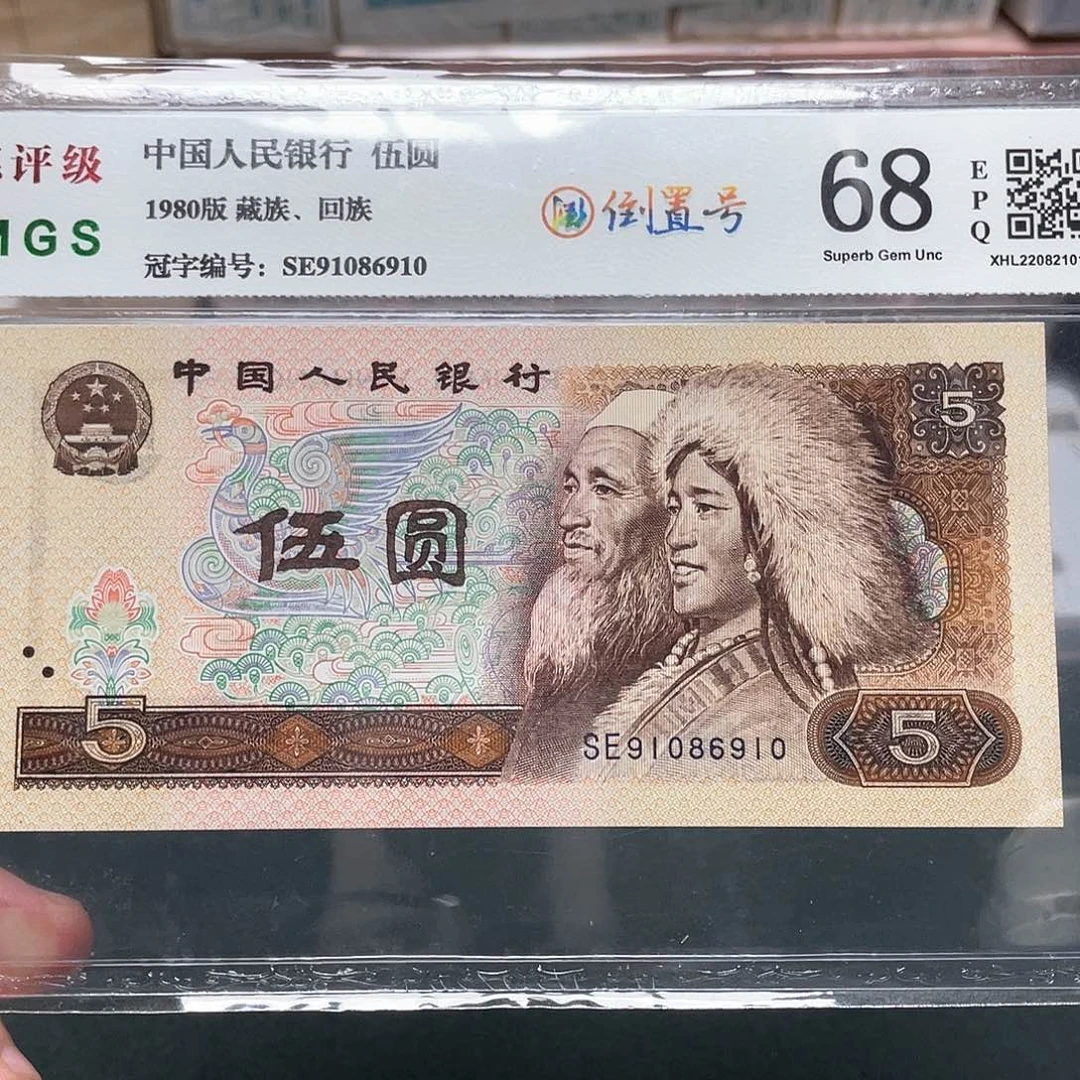 评级
MGS
中国人民银行 伍圆
1980版 藏族、回族
冠字编号：SE91086910
倒置号
68
Superb Gem Unc
EPQ
XHL2208210
中国人民银行
5
伍圆
5
SE91086910
5